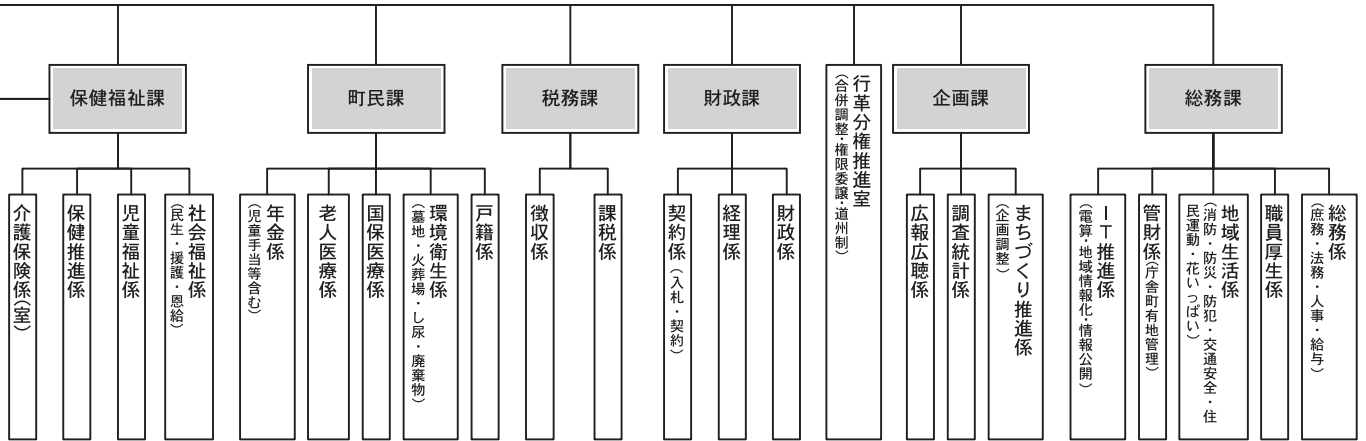 総務課
総務係
(庶務・法務・人事・給与)
職員厚生係
地域生活係
(消防・防災・防犯・交通安全・住
民運動・花いっぱい)
管財係(庁舎町有地管理)
IT推進係
(電算・地域情報化・情報公開)
企画課
まちづくり推進係
(企画調整)
調査統計係
広報広聴係
行革分権推進室
(合併調整・権限委譲・道州制)
財政課
財政係
経理係
契約係(入札・契約)
税務課
課税係
徴収係
町民課
戸籍係
環境衛生係
(墓地・火葬場・し尿・廃棄物)
国保医療係
老人医療係
年金係
(児童手当等含む)
保健福祉課
社会福祉係
(民生・援護・恩給)
児童福祉係
保健推進係
介護保険係(室)